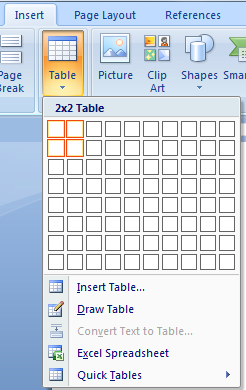 Insert Page Layout References
Page Break
Table
Picture
Clip Art
Shapes
Smar
2x2 Table
Insert Table...
Draw Table
Convert Text to Table...
Excel Spreadsheet
Quick Tables